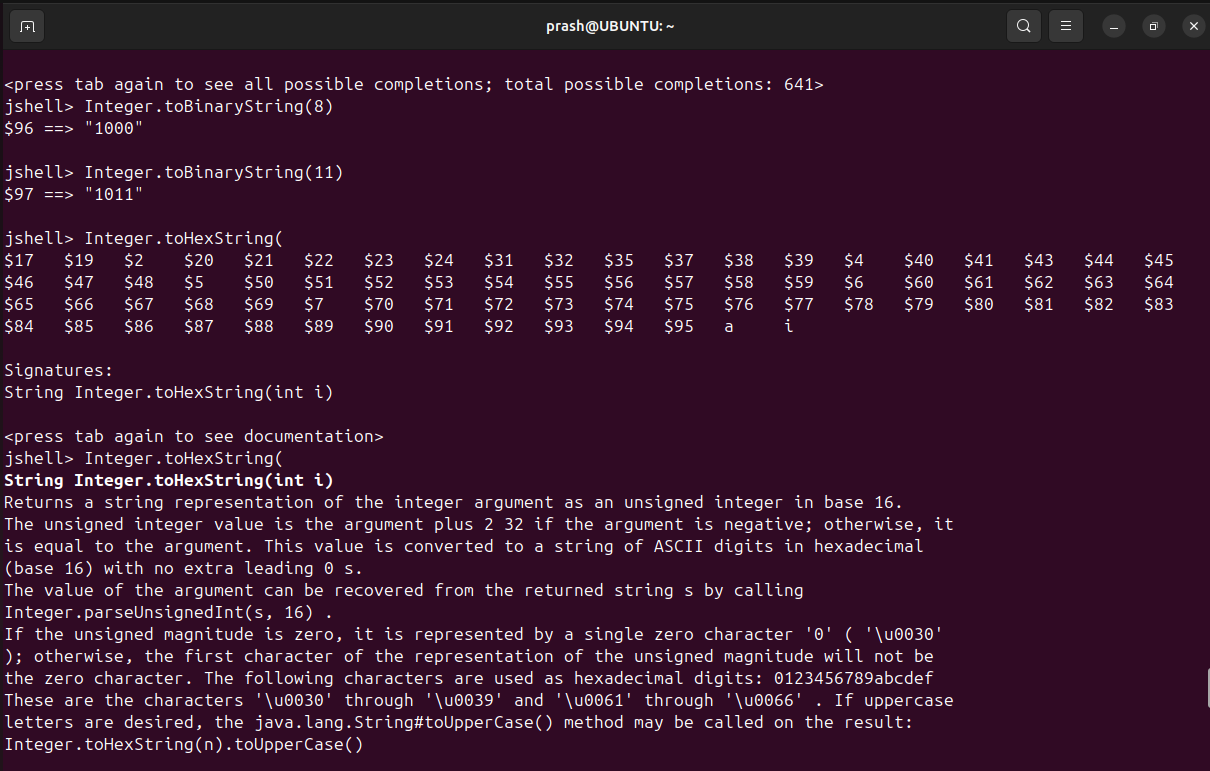 prash@UBUNTU: ~
<press tab again to see all possible completions; total possible completions: 641>
jshell> Integer.toBinaryString(8)
$96 ==> "1000"
jshell> Integer.toBinaryString(11)
$97 ==> "1011"
jshell> Integer.toHexString(
$17   $19   $2    $20   $21   $22   $23   $24   $31   $32   $35   $37   $38   $39   $4    $40   $41   $43   $44   $45
$46   $47   $48   $5    $50   $51   $52   $53   $54   $55   $56   $57   $58   $59   $6    $60   $61   $62   $63   $64
$65   $66   $67   $68   $69   $7    $70   $71   $72   $73   $74   $75   $76   $77   $78   $79   $80   $81   $82   $83
$84   $85   $86   $87   $88   $89   $90   $91   $92   $93   $94   $95   a     i
Signatures:
String Integer.toHexString(int i)
<press tab again to see documentation>
jshell> Integer.toHexString(
String Integer.toHexString(int i)
Returns a string representation of the integer argument as an unsigned integer in base 16.
The unsigned integer value is the argument plus 2 32 if the argument is negative; otherwise, it
is equal to the argument. This value is converted to a string of ASCII digits in hexadecimal
(base 16) with no extra leading 0 s.
The value of the argument can be recovered from the returned string s by calling
Integer.parseUnsignedInt(s, 16) .
If the unsigned magnitude is zero, it is represented by a single zero character '0' ( '\u0030'
); otherwise, the first character of the representation of the unsigned magnitude will not be
the zero character. The following characters are used as hexadecimal digits: 0123456789abcdef
These are the characters '\u0030' through '\u0039' and '\u0061' through '\u0066' . If uppercase
letters are desired, the java.lang.String#toUpperCase() method may be called on the result:
Integer.toHexString(n).toUpperCase()